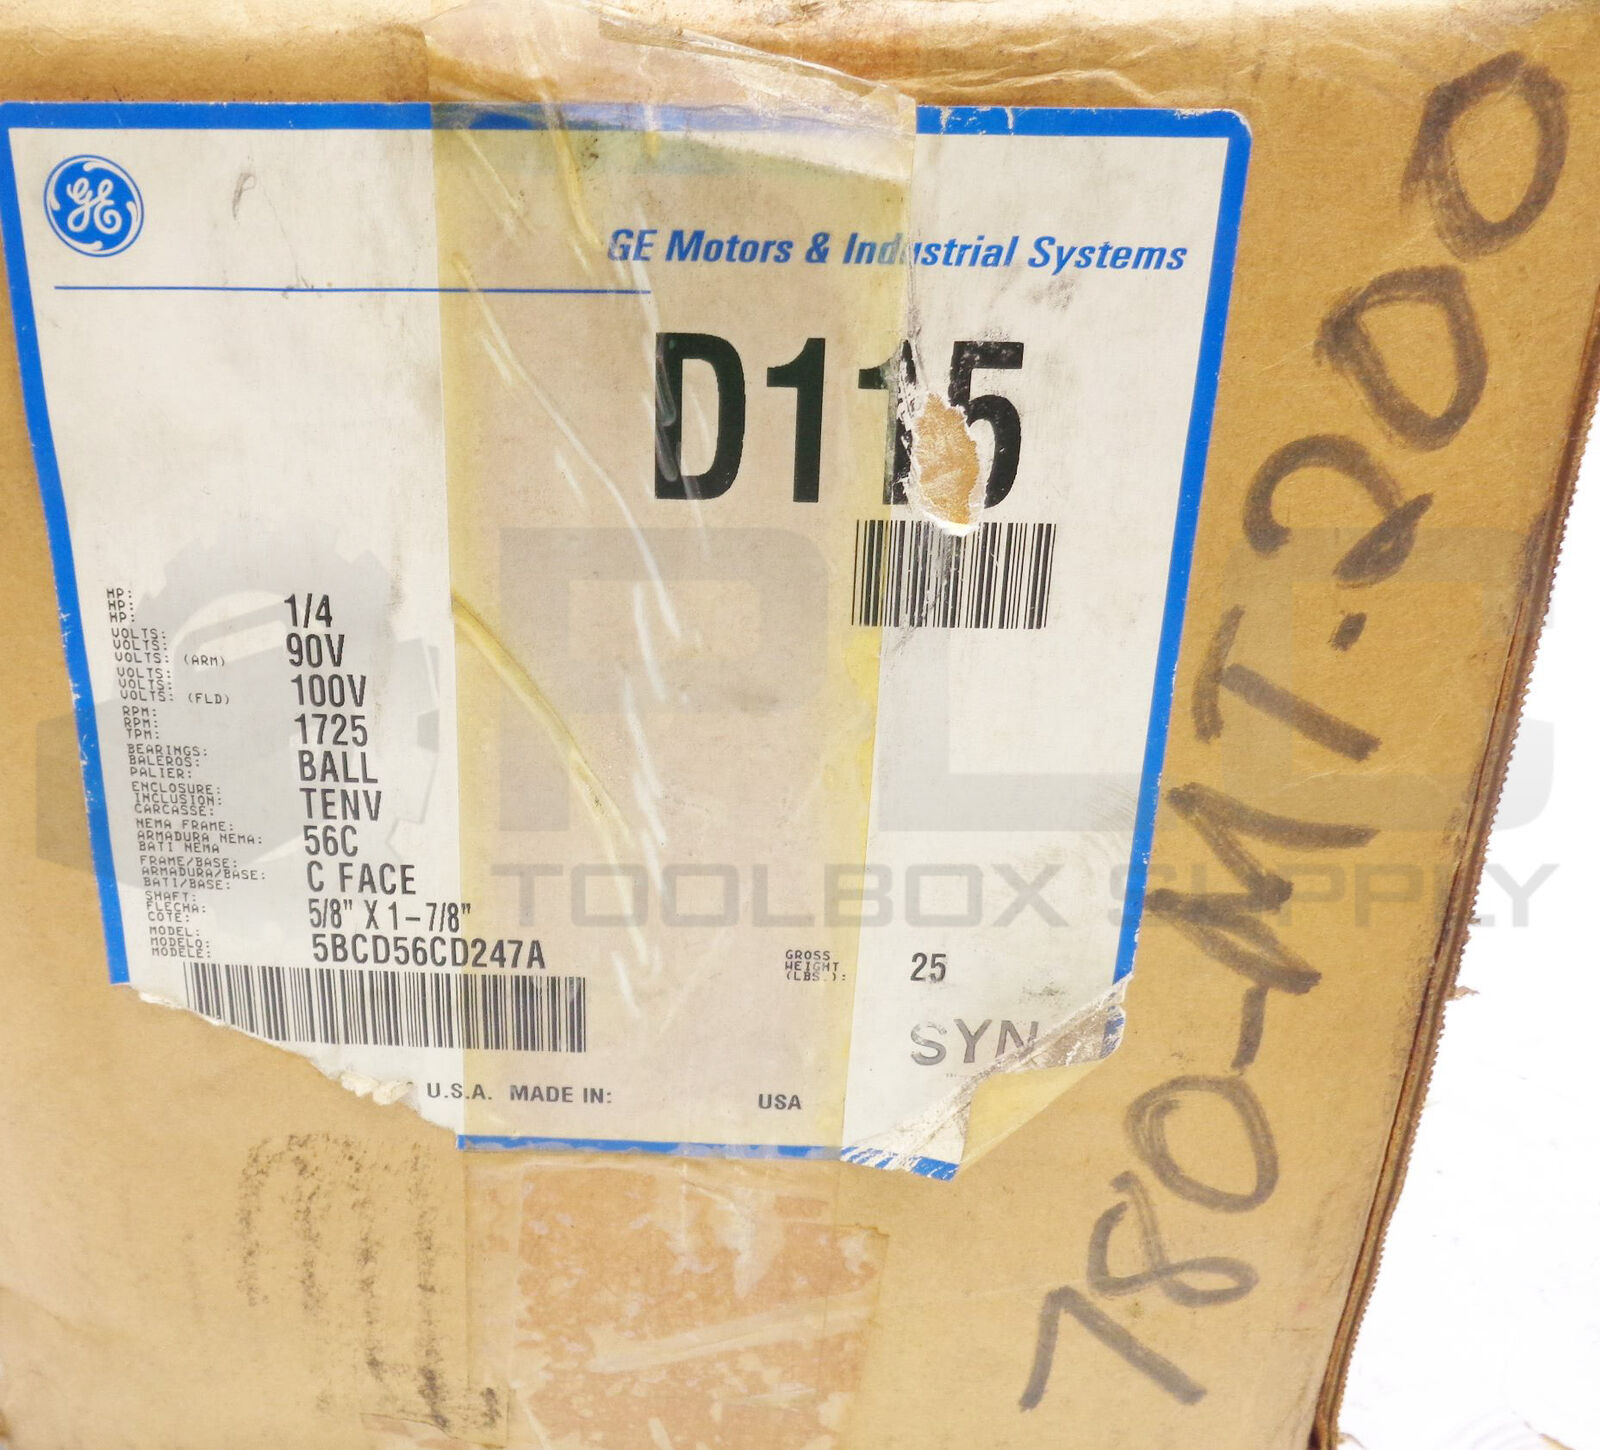 GE
GE Motors & Industrial Systems
D115
HP:
HP:
HP:
1/4
VOLTS:
VOLTS:
VOLTS: (ARM)
90V
VOLTS:
VOLTS:
VOLTS: (FLD)
100V
RPM:
RPM:
TPM:
1725
BEARINGS:
BALEROS:
PALIER:
BALL
ENCLOSURE:
INCLUSION:
CARCASSE:
TENV
NEMA FRAME:
ARMADURA NEMA:
BATI NEMA
56C
FRAME/BASE:
ARMADURA/BASE:
BATI/BASE:
C FACE
SHAFT:
FLECHA:
COTE:
5/8" X 1-7/8"
MODEL:
MODELO:
MODELE:
5BCD56CD247A
GROSS
WEIGHT
(LBS.):
25
SYN
U.S.A. MADE IN: USA
780-MT.200
PLC
TOOLBOX SUPPLY